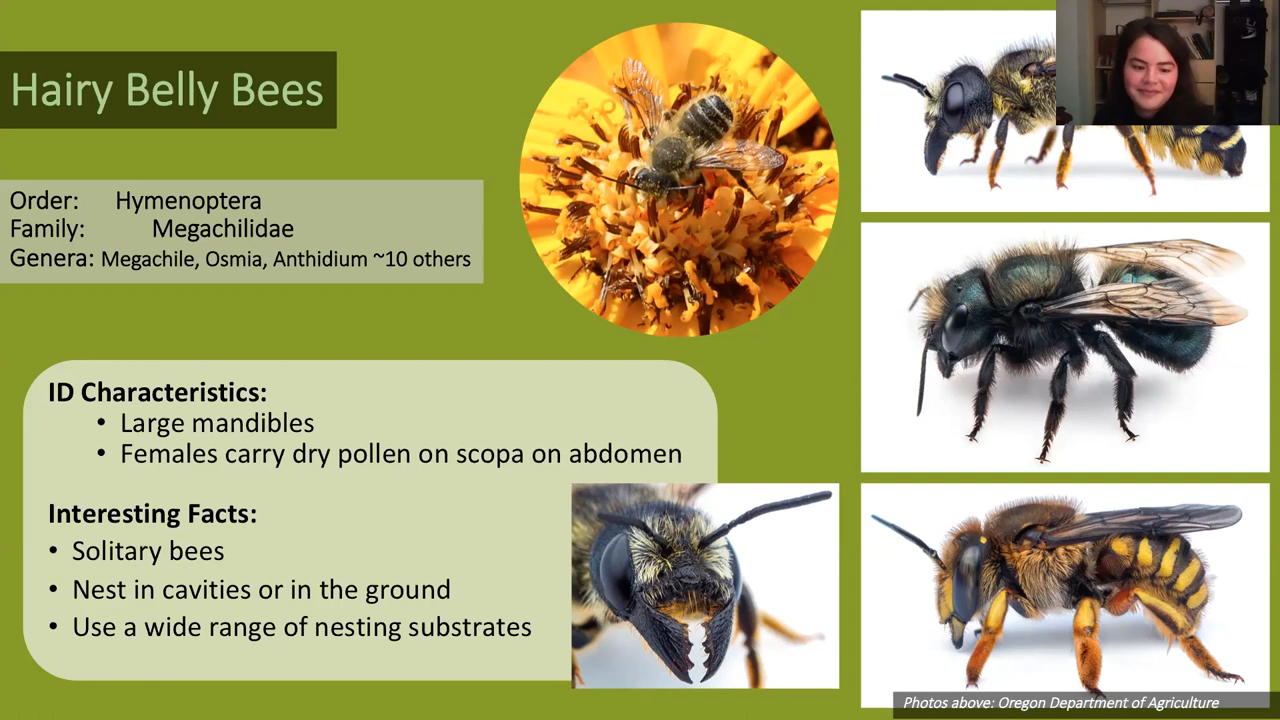 Hairy Belly Bees
Order: Hymenoptera
Family: Megachilidae
Genera: Megachile, Osmia, Anthidium ~10 others
ID Characteristics:
• Large mandibles
• Females carry dry pollen on scopa on abdomen
Interesting Facts:
• Solitary bees
• Nest in cavities or in the ground
• Use a wide range of nesting substrates
Photos above: Oregon Department of Agriculture